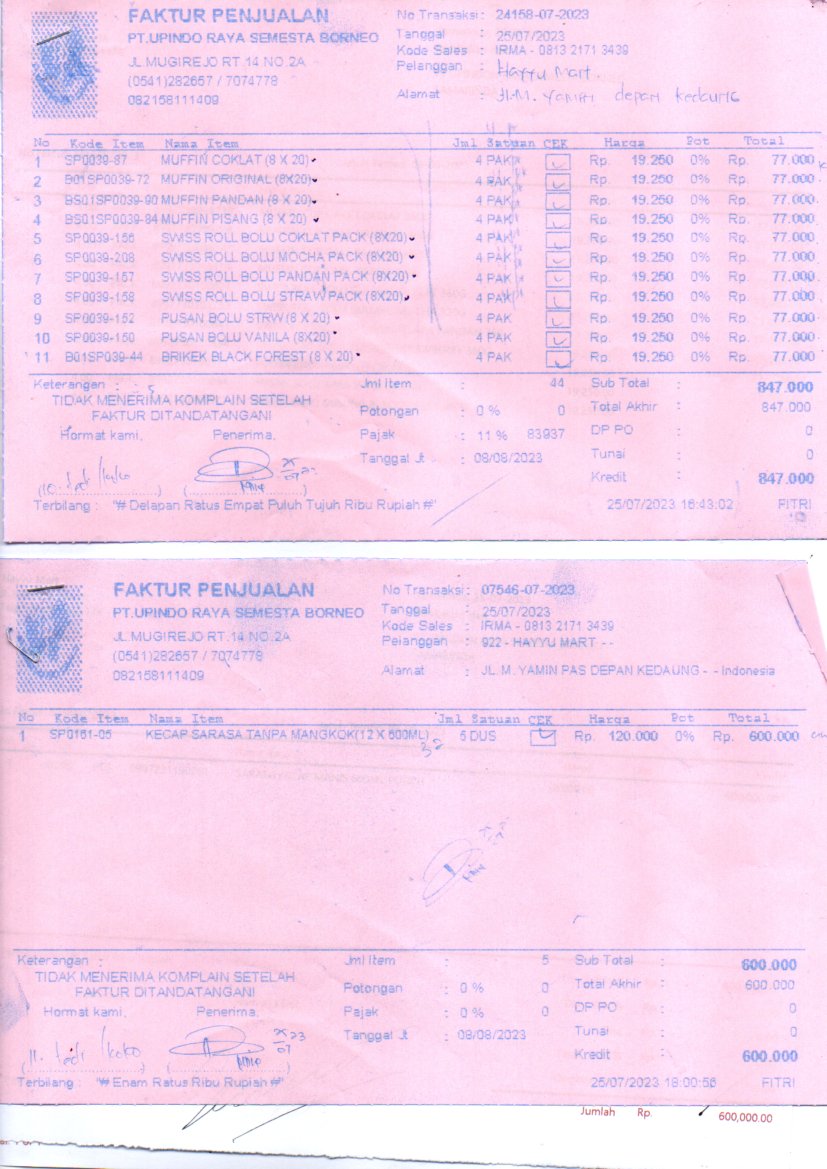 FAKTUR PENJUALAN
PT.UPINDO RAYA SEMESTA BORNEO
JL.MUGIREJO RT.14 NO.2A
(0541)282657 / 7074778
082158111409
No Transaksi : 24158-07-2023
Tanggal : 25/07/2023
Kode Sales : IRMA - 0813 2171 3439
Pelanggan : Hayyu Mart.
Alamat : Jl.M. Yamin depan kedaung
No Kode Item Nama Item Jml Satuan CEK Harga Pot Total
1 SP0039-87 MUFFIN COKLAT (8 X 20) 4 PAK Rp. 19.250 0% Rp. 77.000
2 B01SP0039-72 MUFFIN ORIGINAL (8X20) 4 PAK Rp. 19.250 0% Rp. 77.000
3 BS01SP0039-90 MUFFIN PANDAN (8 X 20) 4 PAK Rp. 19.250 0% Rp. 77.000
4 BS01SP0039-84 MUFFIN PISANG (8 X 20) 4 PAK Rp. 19.250 0% Rp. 77.000
5 SP0039-156 SWISS ROLL BOLU COKLAT PACK (8X20) 4 PAK Rp. 19.250 0% Rp. 77.000
6 SP0039-208 SWISS ROLL BOLU MOCHA PACK (8X20) 4 PAK Rp. 19.250 0% Rp. 77.000
7 SP0039-157 SWISS ROLL BOLU PANDAN PACK (8X20) 4 PAK Rp. 19.250 0% Rp. 77.000
8 SP0039-158 SWISS ROLL BOLU STRAW PACK (8X20) 4 PAK Rp. 19.250 0% Rp. 77.000
9 SP0039-152 PUSAN BOLU STRW (8 X 20) 4 PAK Rp. 19.250 0% Rp. 77.000
10 SP0039-150 PUSAN BOLU VANILA (8X20) 4 PAK Rp. 19.250 0% Rp. 77.000
11 B01SP039-44 BRIKEK BLACK FOREST (8 X 20) 4 PAK Rp. 19.250 0% Rp. 77.000
Keterangan : Jml Item : 44 Sub Total : 847.000
TIDAK MENERIMA KOMPLAIN SETELAH
FAKTUR DITANDATANGANI
Potongan : 0 % 0 Total Akhir : 847.000
Hormat kami, Penerima, Pajak : 11 % 83937 DP PO : 0
Tanggal Jt : 08/08/2023 Tunai : 0
Kredit : 847.000
Terbilang : "# Delapan Ratus Empat Puluh Tujuh Ribu Rupiah #" 25/07/2023 16:43:02 FITRI
FAKTUR PENJUALAN
PT.UPINDO RAYA SEMESTA BORNEO
JL.MUGIREJO RT.14 NO.2A
(0541)282657 / 7074778
082158111409
No Transaksi : 07546-07-2023
Tanggal : 25/07/2023
Kode Sales : IRMA - 0813 2171 3439
Pelanggan : 922 - HAYYU MART - -
Alamat : JL. M. YAMIN PAS DEPAN KEDAUNG - - Indonesia
No Kode Item Nama Item Jml Satuan CEK Harga Pot Total
1 SP0161-05 KECAP SARASA TANPA MANGKOK(12 X 600ML) 5 DUS Rp. 120.000 0% Rp. 600.000
Keterangan : Jml Item : 5 Sub Total : 600.000
TIDAK MENERIMA KOMPLAIN SETELAH
FAKTUR DITANDATANGANI
Potongan : 0 % 0 Total Akhir : 600.000
Hormat kami, Penerima, Pajak : 0 % 0 DP PO : 0
Tanggal Jt : 08/08/2023 Tunai : 0
Kredit : 600.000
Terbilang : "# Enam Ratus Ribu Rupiah #" 25/07/2023 18:00:56 FITRI
Jumlah Rp. 600,000.00